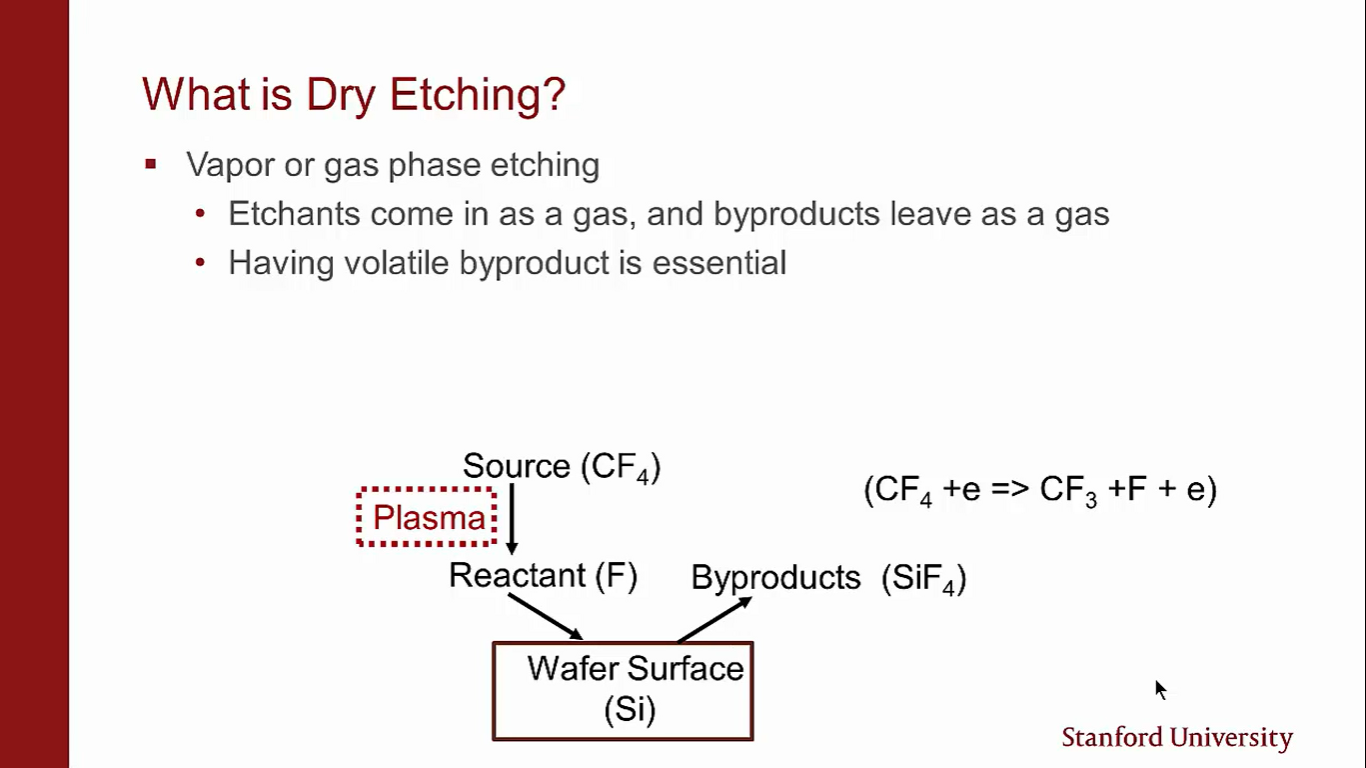 What is Dry Etching?
Vapor or gas phase etching
Etchants come in as a gas, and byproducts leave as a gas
Having volatile byproduct is essential
Source (CF₄)
(CF₄ +e => CF₃ +F + e)
Plasma
Reactant (F)
Byproducts (SiF₄)
Wafer Surface
(Si)
Stanford University